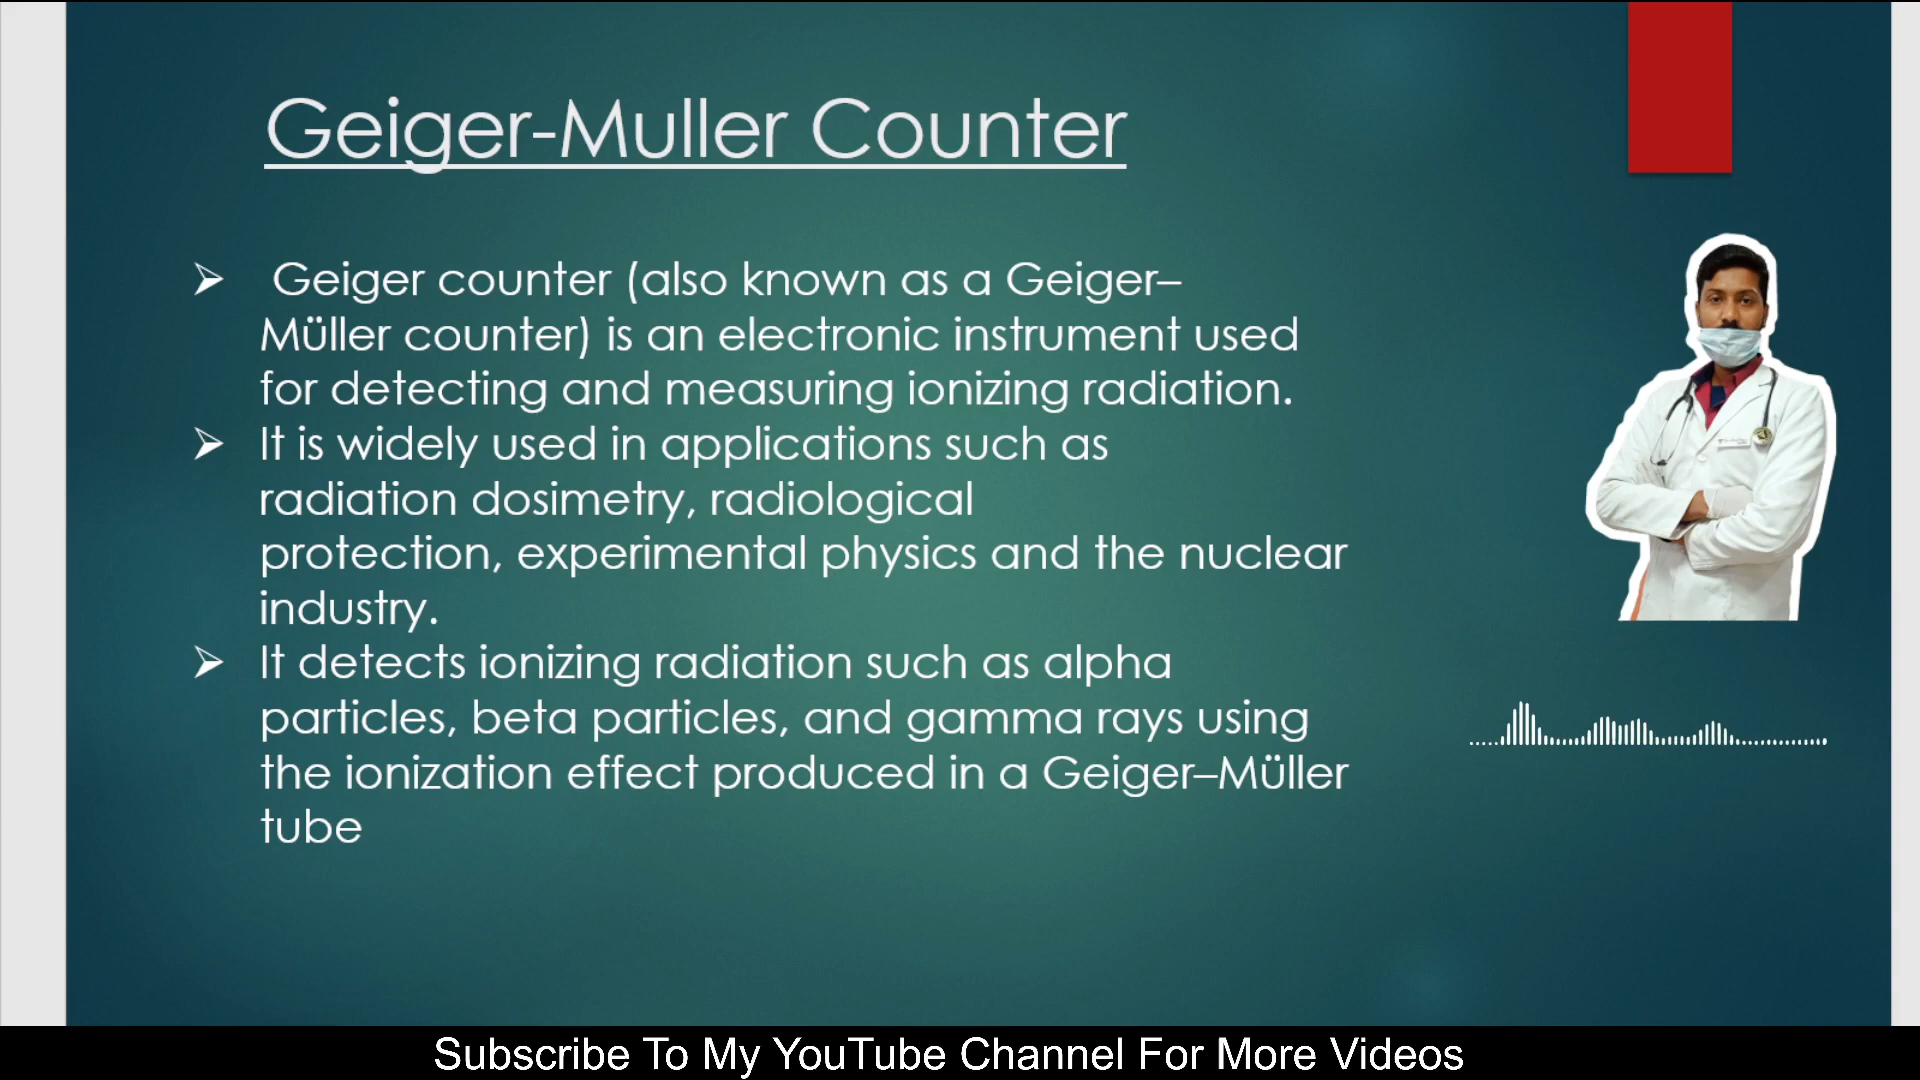 Geiger-Muller Counter
➢ Geiger counter (also known as a Geiger–
Müller counter) is an electronic instrument used
for detecting and measuring ionizing radiation.
➢ It is widely used in applications such as
radiation dosimetry, radiological
protection, experimental physics and the nuclear
industry.
➢ It detects ionizing radiation such as alpha
particles, beta particles, and gamma rays using
the ionization effect produced in a Geiger–Müller
tube
Subscribe To My YouTube Channel For More Videos